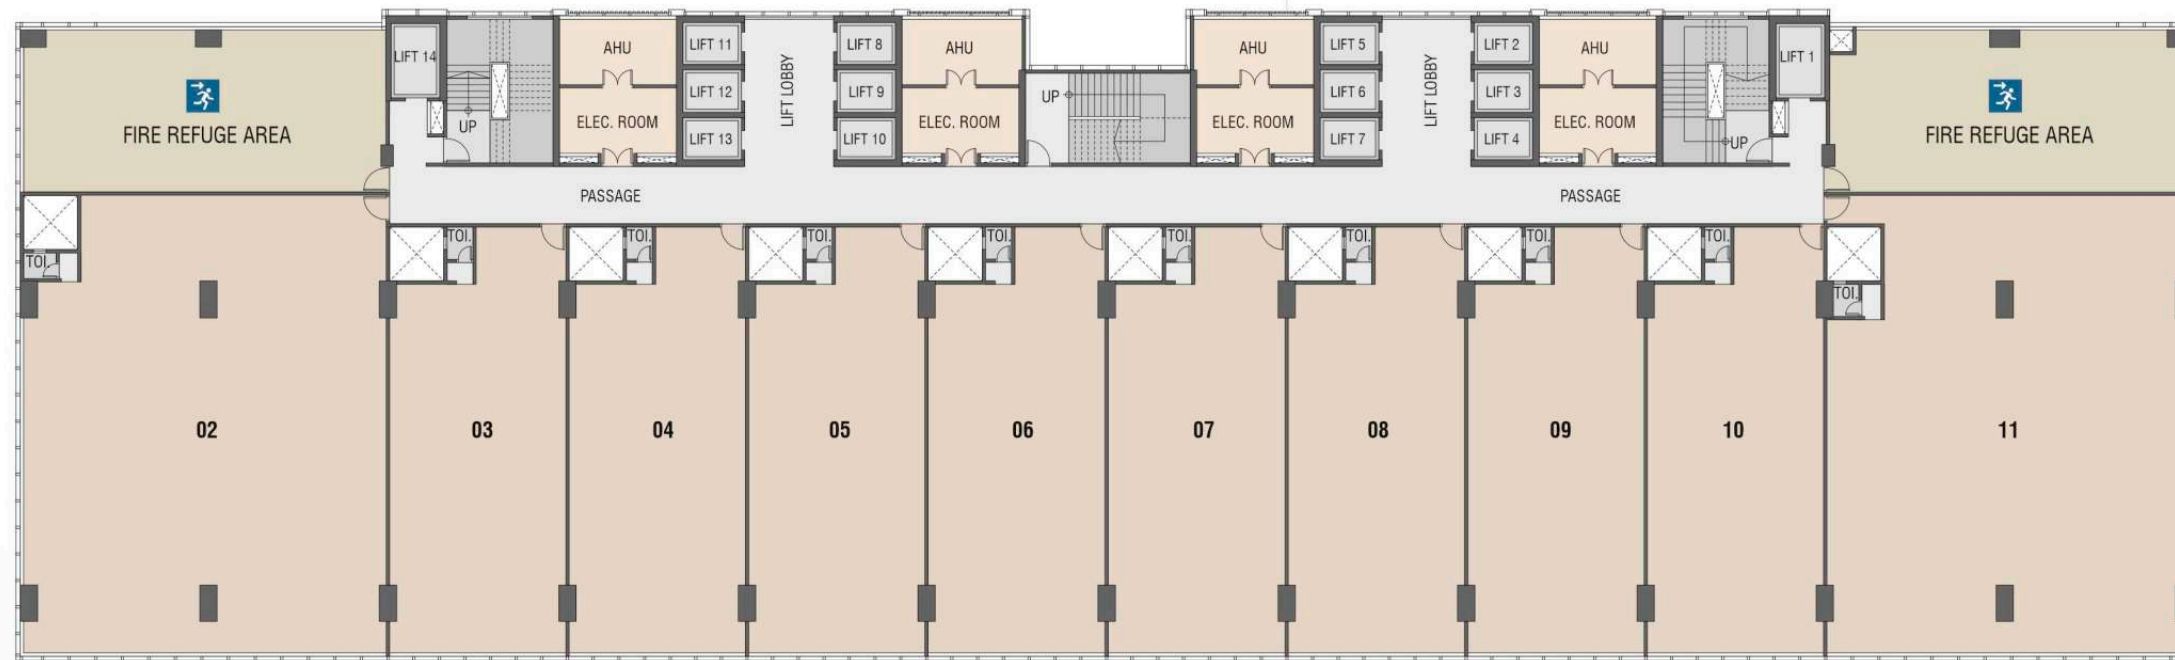 LIFT 14
AHU
LIFT 11
LIFT LOBBY
LIFT 8
AHU
AHU
LIFT 5
LIFT LOBBY
LIFT 2
AHU
LIFT 1
LIFT 12
LIFT 9
UP
LIFT 6
LIFT 3
FIRE REFUGE AREA
UP
ELEC. ROOM
LIFT 13
LIFT 10
ELEC. ROOM
ELEC. ROOM
LIFT 7
LIFT 4
ELEC. ROOM
UP
FIRE REFUGE AREA
PASSAGE
PASSAGE
TOI.
TOI.
TOI.
TOI.
TOI.
TOI.
TOI.
TOI.
TOI.
TOI.
02
03
04
05
06
07
08
09
10
11